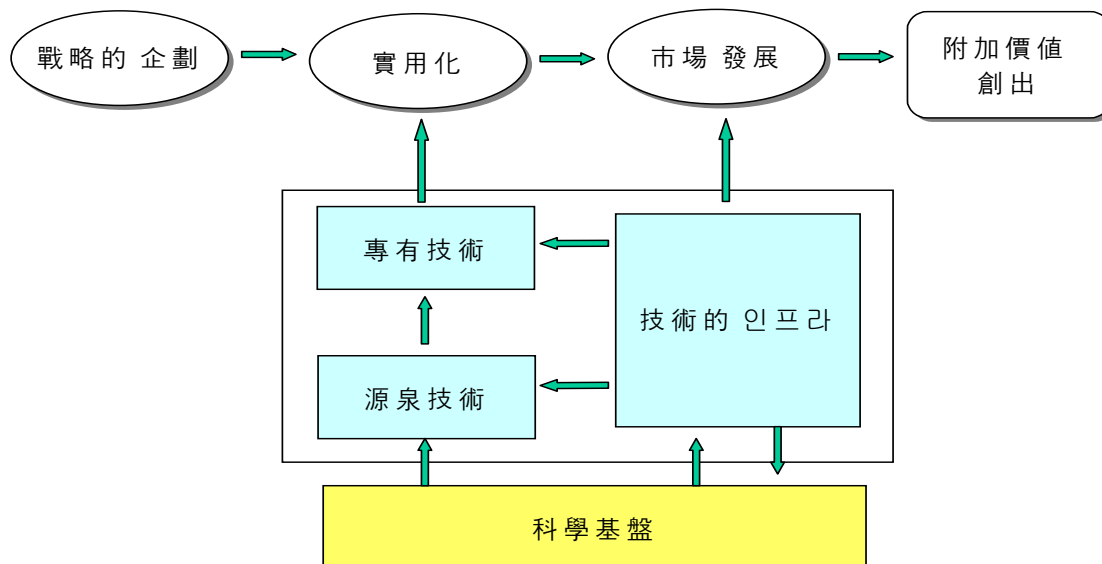 戰略的 企劃
實用化
市場 發展
附加價値
創出
專有技術
技術的 인프라
源泉技術
科學基盤